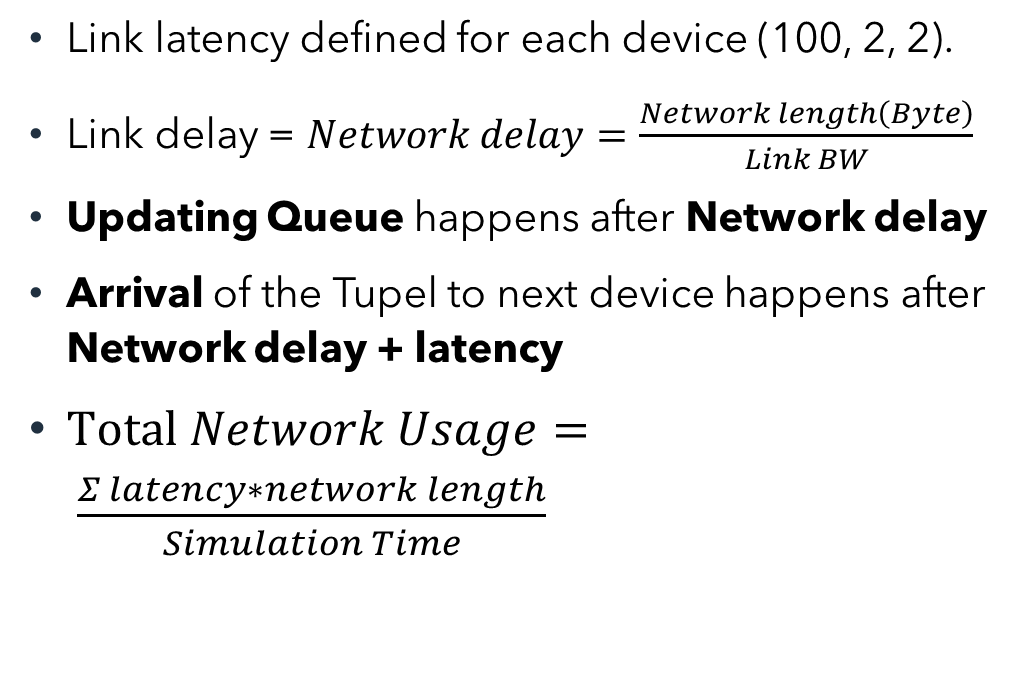 • Link latency defined for each device (100, 2, 2).
• Link delay = Network delay = Network length(Byte) / Link BW
• Updating Queue happens after Network delay
• Arrival of the Tupel to next device happens after
Network delay + latency
• Total Network Usage =
Σ latency*network length
Simulation Time